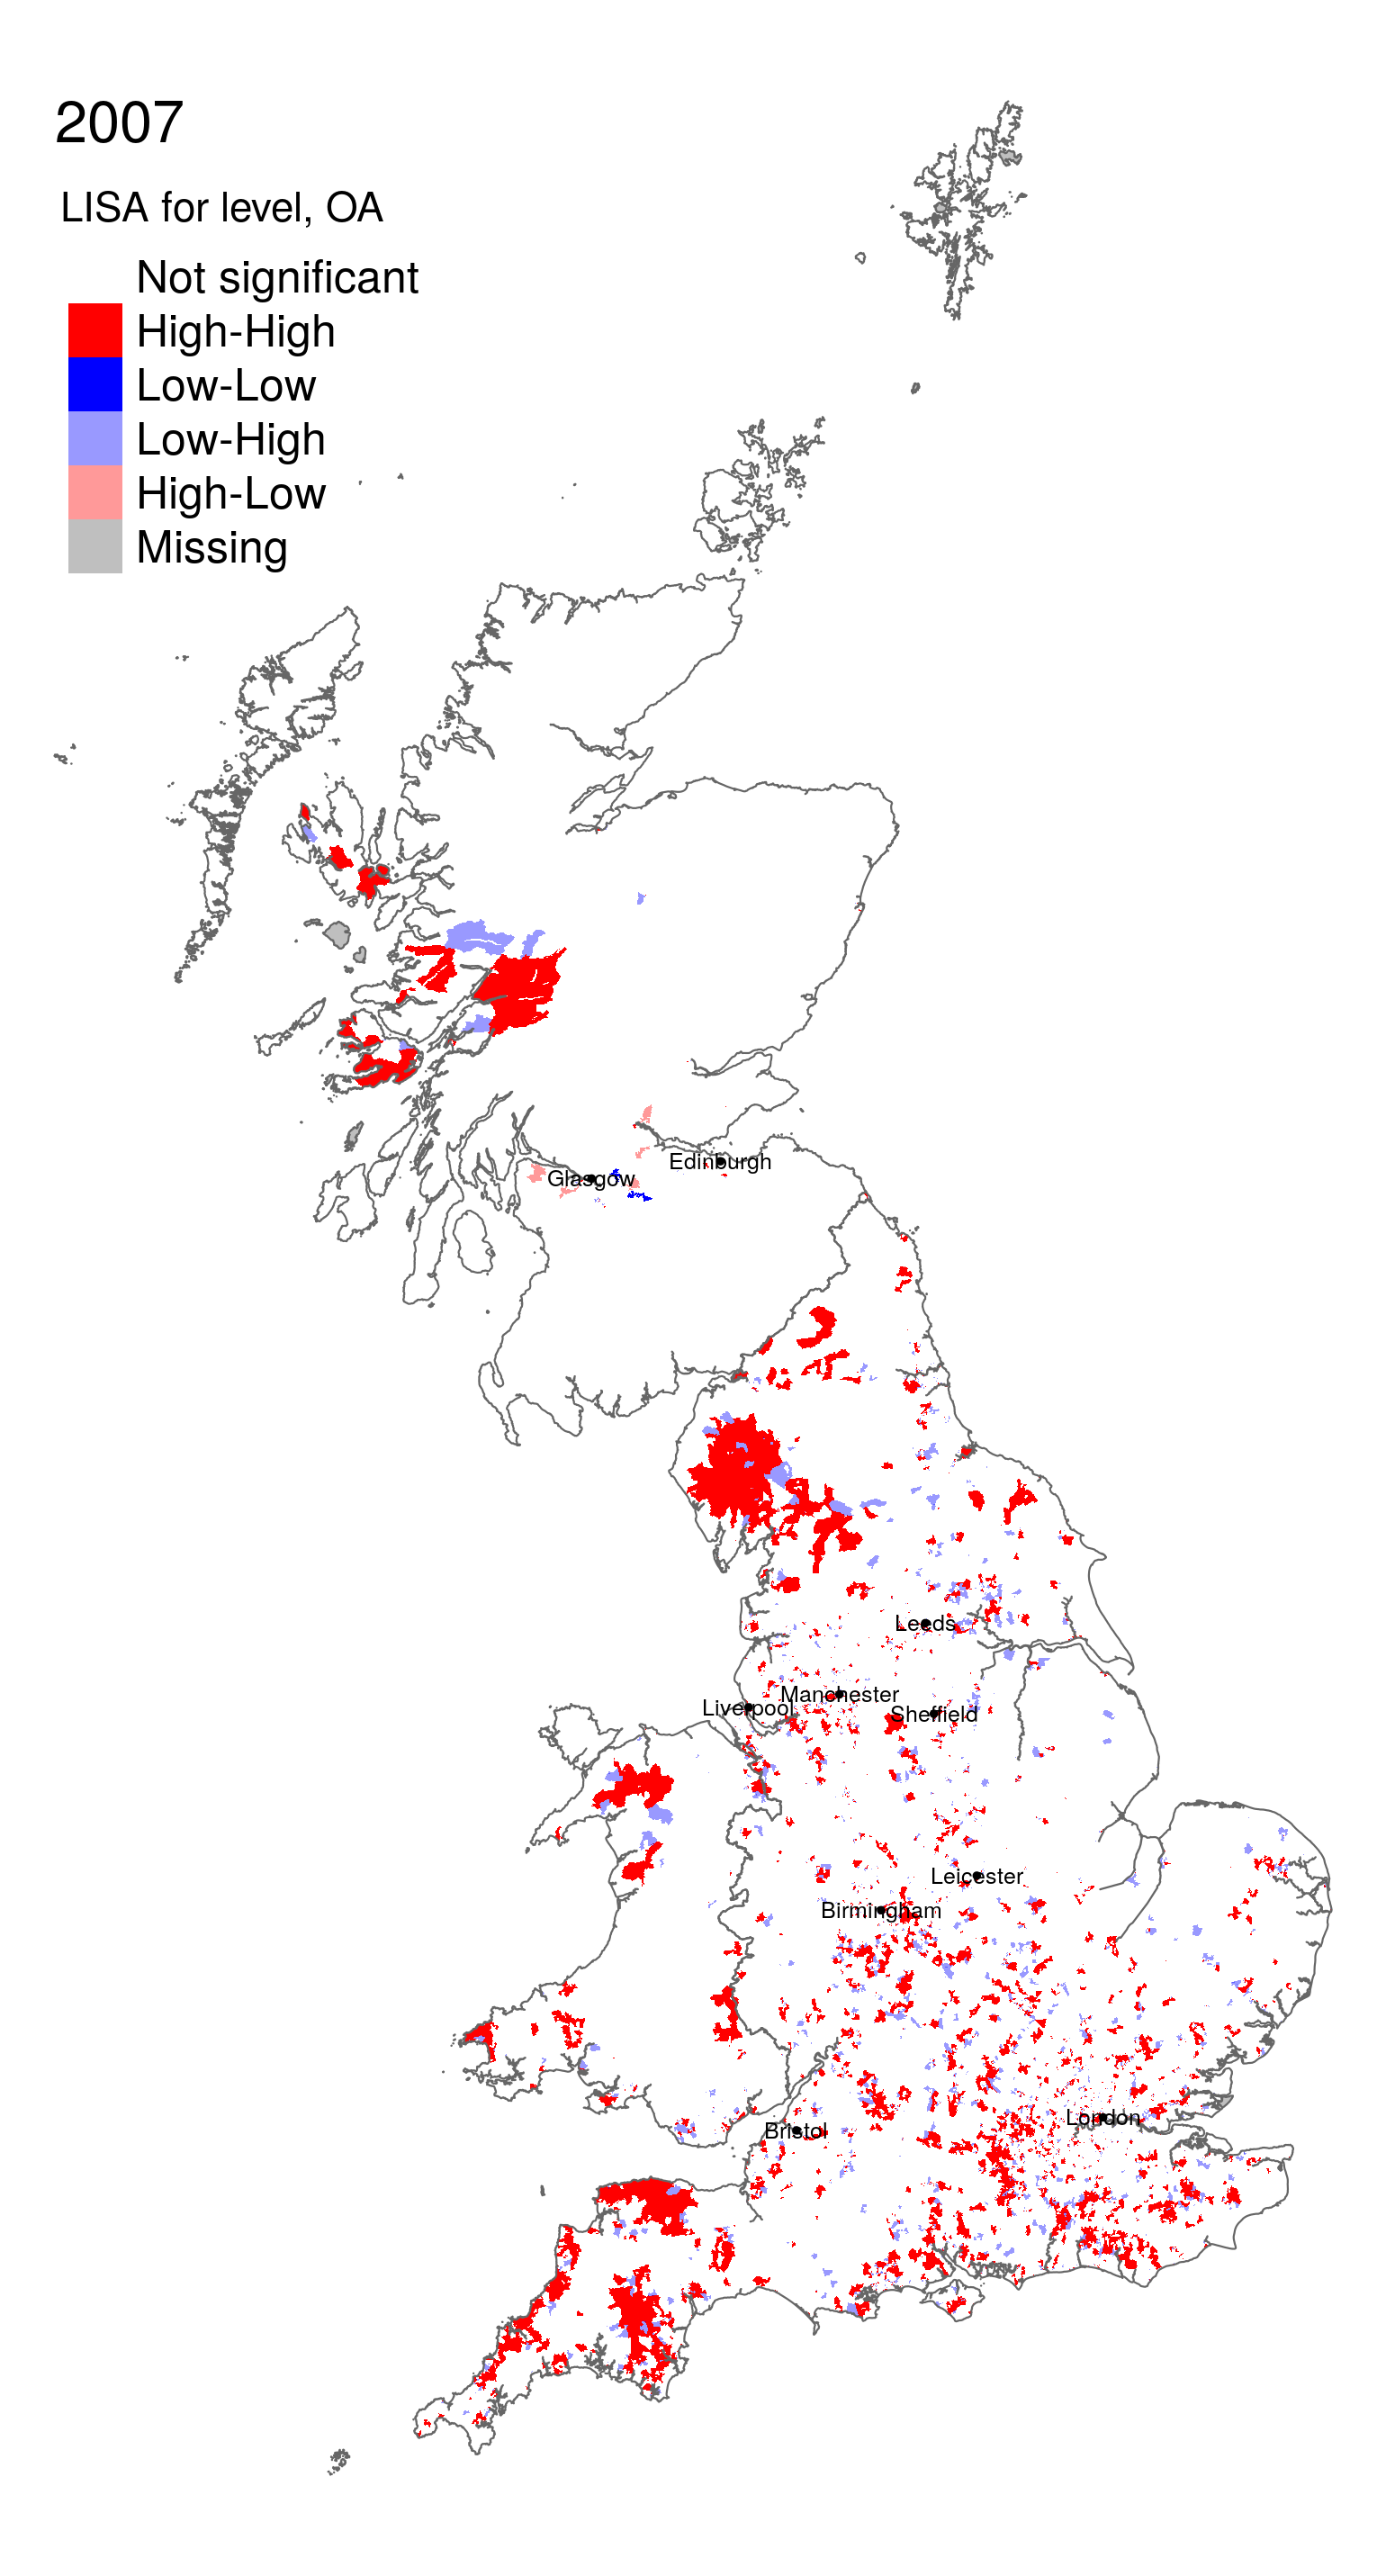 2007
LISA for level, OA
Not significant
High-High
Low-Low
Low-High
High-Low
Missing
Edinburgh
Glasgow
Leeds
Manchester
Liverpool
Sheffield
Leicester
Birmingham
London
Bristol